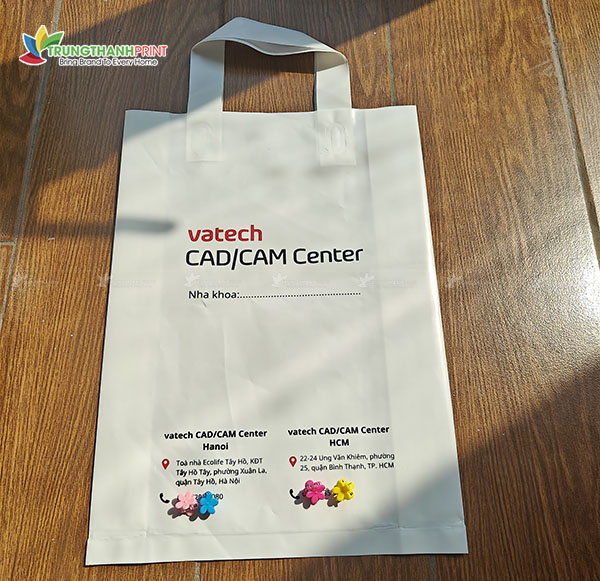 TRUNGTHANHPRINT
Bring Brand To Every Home
vatech
CAD/CAM Center
Nha khoa:............................................
vatech CAD/CAM Center
Hanoi
Toà nhà Ecolife Tây Hồ, KĐT
Tây Hồ Tây, phường Xuân La,
quận Tây Hồ, Hà Nội
080
vatech CAD/CAM Center
HCM
22-24 Ung Văn Khiêm, phường
25, quận Bình Thạnh, TP. HCM